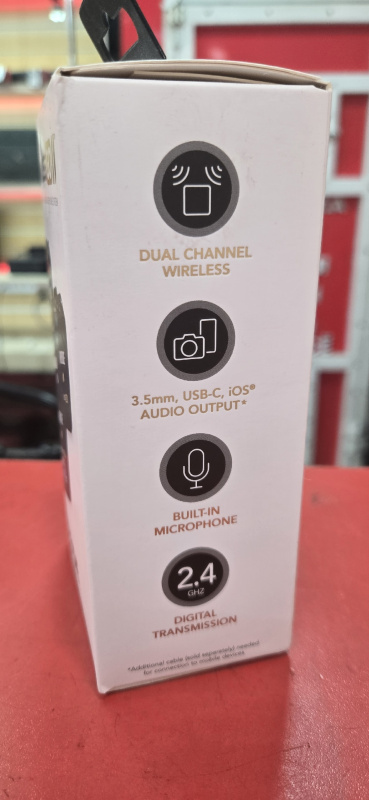 DUAL CHANNEL
WIRELESS
3.5mm, USB-C, iOS®
AUDIO OUTPUT*
BUILT-IN
MICROPHONE
2.4
GHZ
DIGITAL
TRANSMISSION
*Additional cable (sold separately) needed
for connection to mobile devices